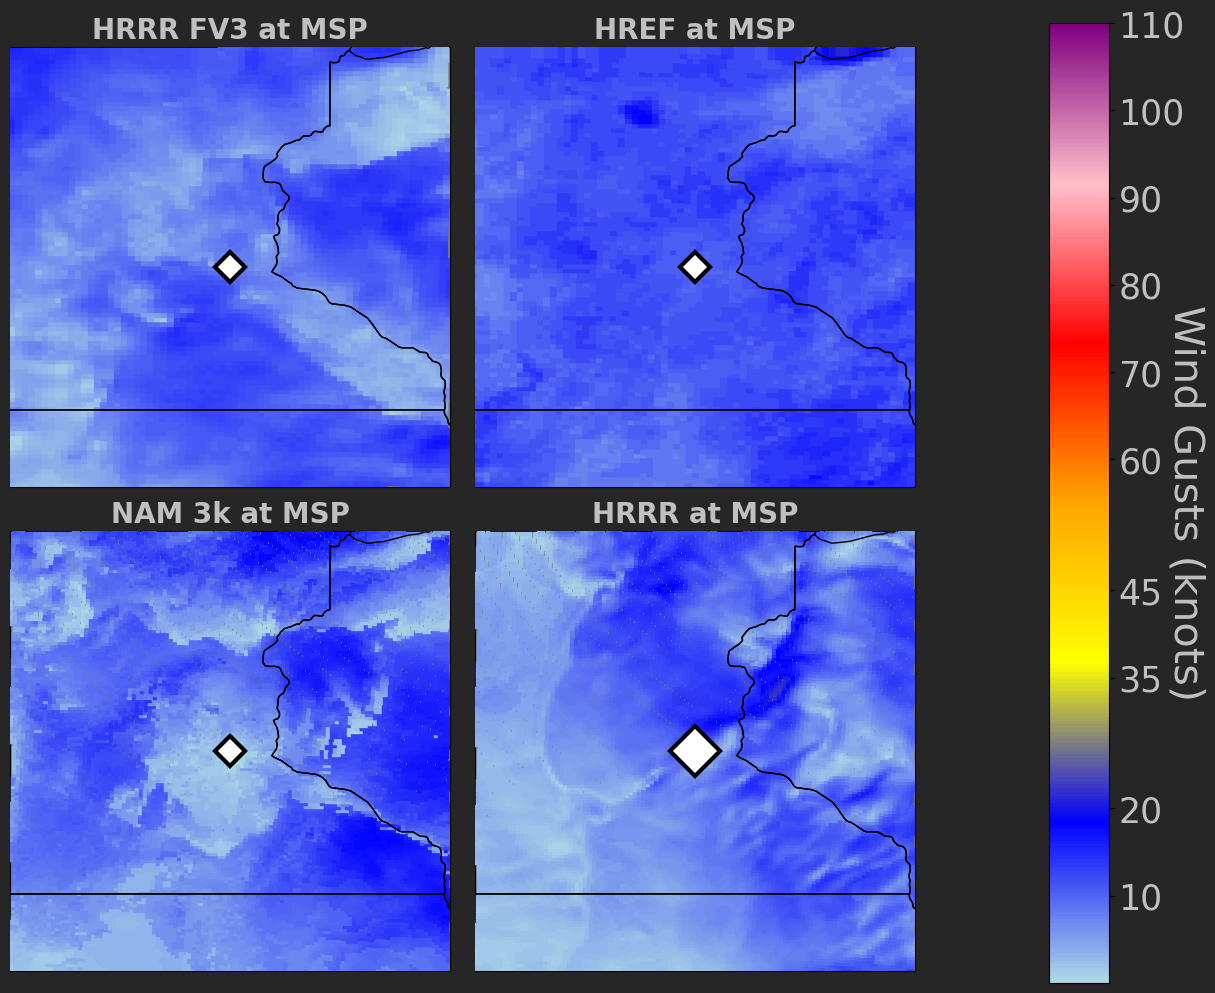 HRRR FV3 at MSP
HREF at MSP
NAM 3k at MSP
HRRR at MSP
110
100
90
80
70
60
45
35
20
10
Wind Gusts (knots)